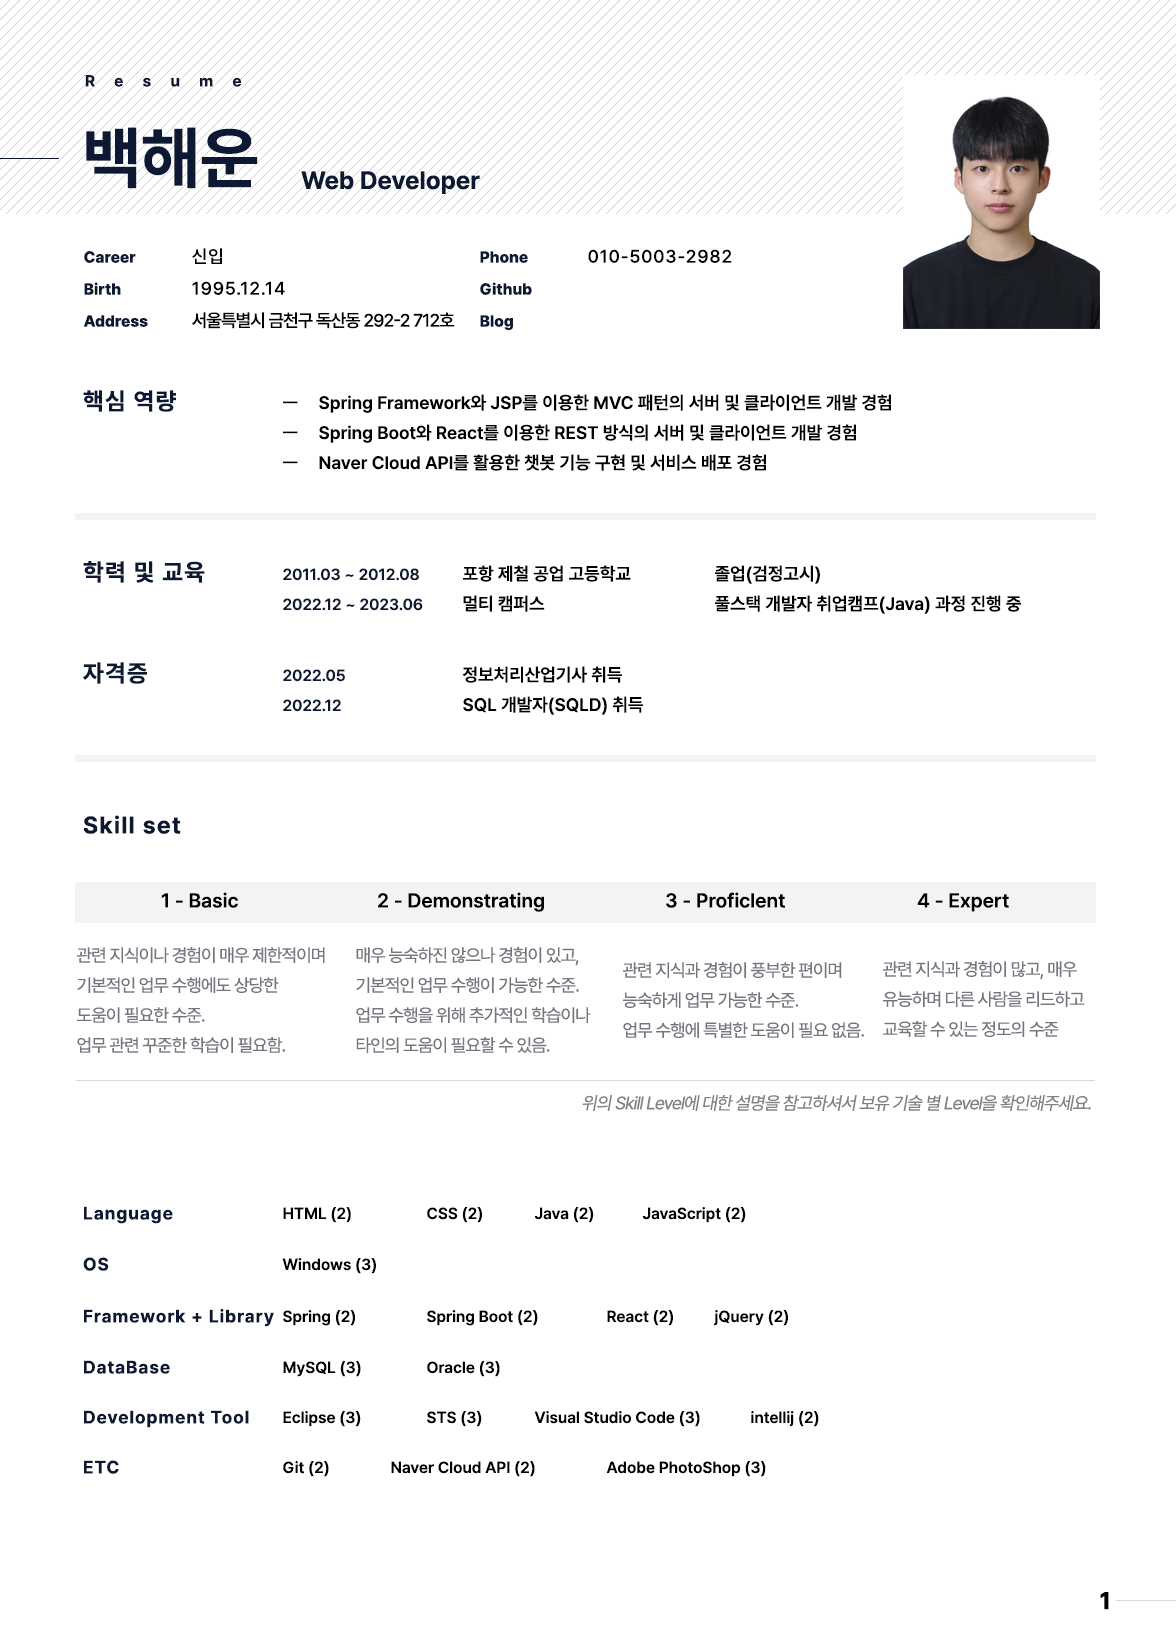 Resume
백해운 Web Developer
Career 신입 Phone 010-5003-2982
Birth 1995.12.14 Github
Address 서울특별시 금천구 독산동 292-2 712호 Blog
핵심 역량 — Spring Framework와 JSP를 이용한 MVC 패턴의 서버 및 클라이언트 개발 경험
— Spring Boot와 React를 이용한 REST 방식의 서버 및 클라이언트 개발 경험
— Naver Cloud API를 활용한 챗봇 기능 구현 및 서비스 배포 경험
학력 및 교육 2011.03 ~ 2012.08 포항 제철 공업 고등학교 졸업(검정고시)
2022.12 ~ 2023.06 멀티 캠퍼스 풀스택 개발자 취업캠프(Java) 과정 진행 중
자격증 2022.05 정보처리산업기사 취득
2022.12 SQL 개발자(SQLD) 취득
Skill set
1 - Basic 2 - Demonstrating 3 - Proficlent 4 - Expert
관련 지식이나 경험이 매우 제한적이며
기본적인 업무 수행에도 상당한
도움이 필요한 수준.
업무 관련 꾸준한 학습이 필요함.
매우 능숙하진 않으나 경험이 있고,
기본적인 업무 수행이 가능한 수준.
업무 수행을 위해 추가적인 학습이나
타인의 도움이 필요할 수 있음.
관련 지식과 경험이 풍부한 편이며
능숙하게 업무 가능한 수준.
업무 수행에 특별한 도움이 필요 없음.
관련 지식과 경험이 많고, 매우
유능하며 다른 사람을 리드하고
교육할 수 있는 정도의 수준
위의 Skill Level에 대한 설명을 참고하셔서 보유 기술 별 Level을 확인해주세요.
Language HTML (2) CSS (2) Java (2) JavaScript (2)
OS Windows (3)
Framework + Library Spring (2) Spring Boot (2) React (2) jQuery (2)
DataBase MySQL (3) Oracle (3)
Development Tool Eclipse (3) STS (3) Visual Studio Code (3) intellij (2)
ETC Git (2) Naver Cloud API (2) Adobe PhotoShop (3)
1